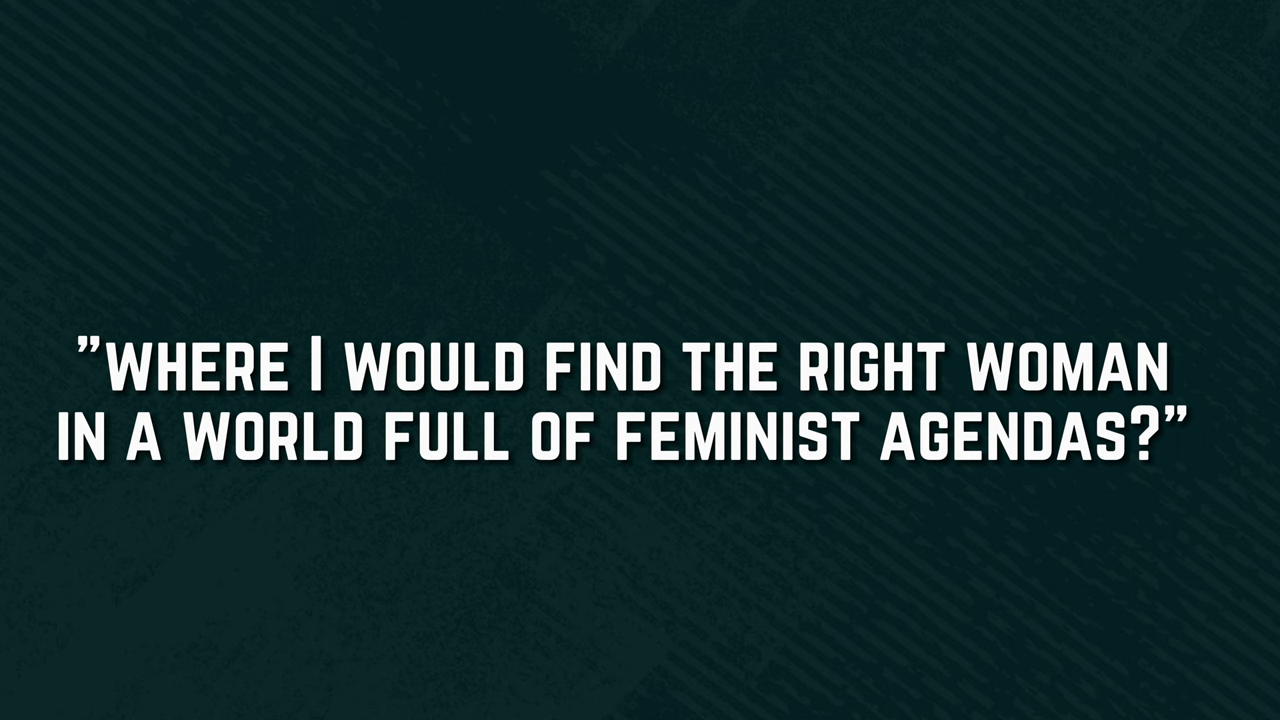 ”WHERE I WOULD FIND THE RIGHT WOMAN
IN A WORLD FULL OF FEMINIST AGENDAS?”